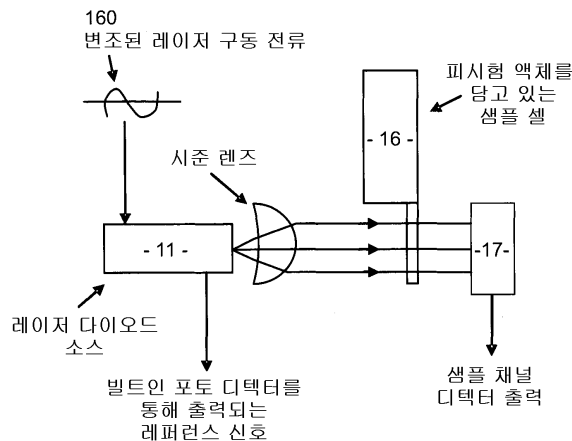 160
변조된 레이저 구동 전류
피시험 액체를
담고 있는
샘플 셀
- 16 -
시준 렌즈
- 11 -
-17-
레이저 다이오드
소스
빌트인 포토 디텍터를
통해 출력되는
레퍼런스 신호
샘플 채널
디텍터 출력